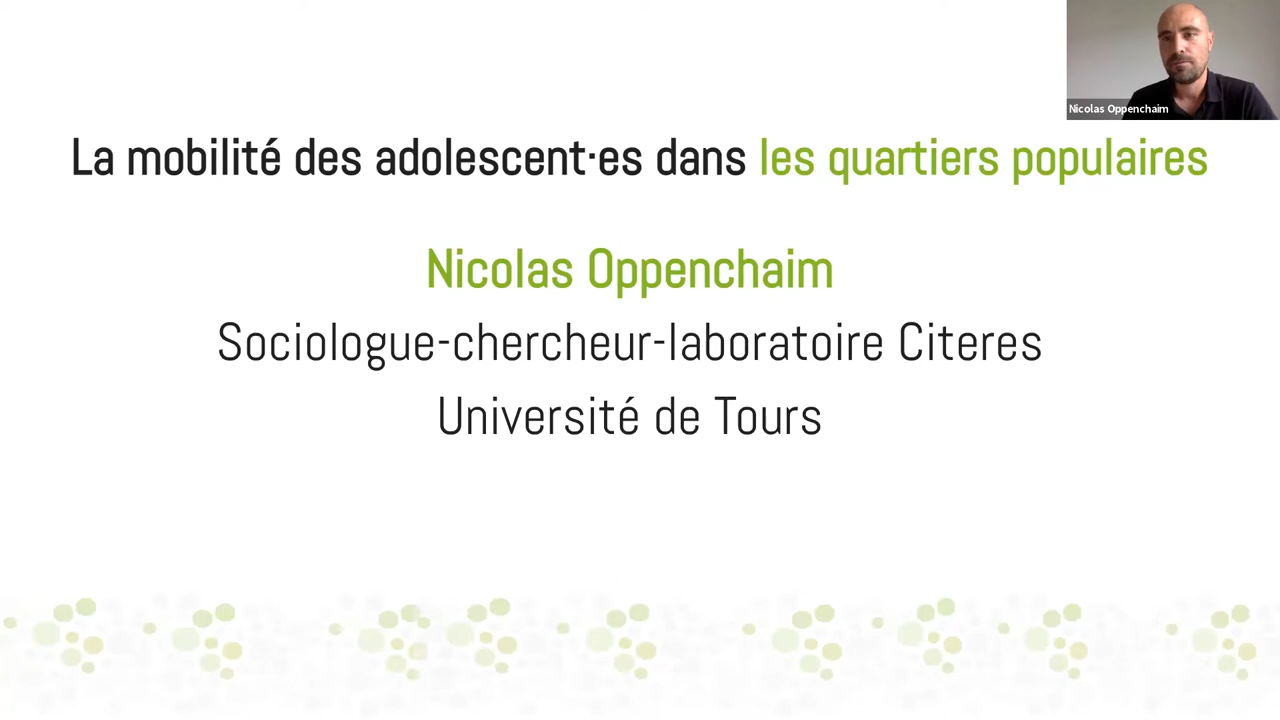 Nicolas Oppenchaim
La mobilité des adolescent·es dans les quartiers populaires
Nicolas Oppenchaim
Sociologue-chercheur-laboratoire Citeres
Université de Tours